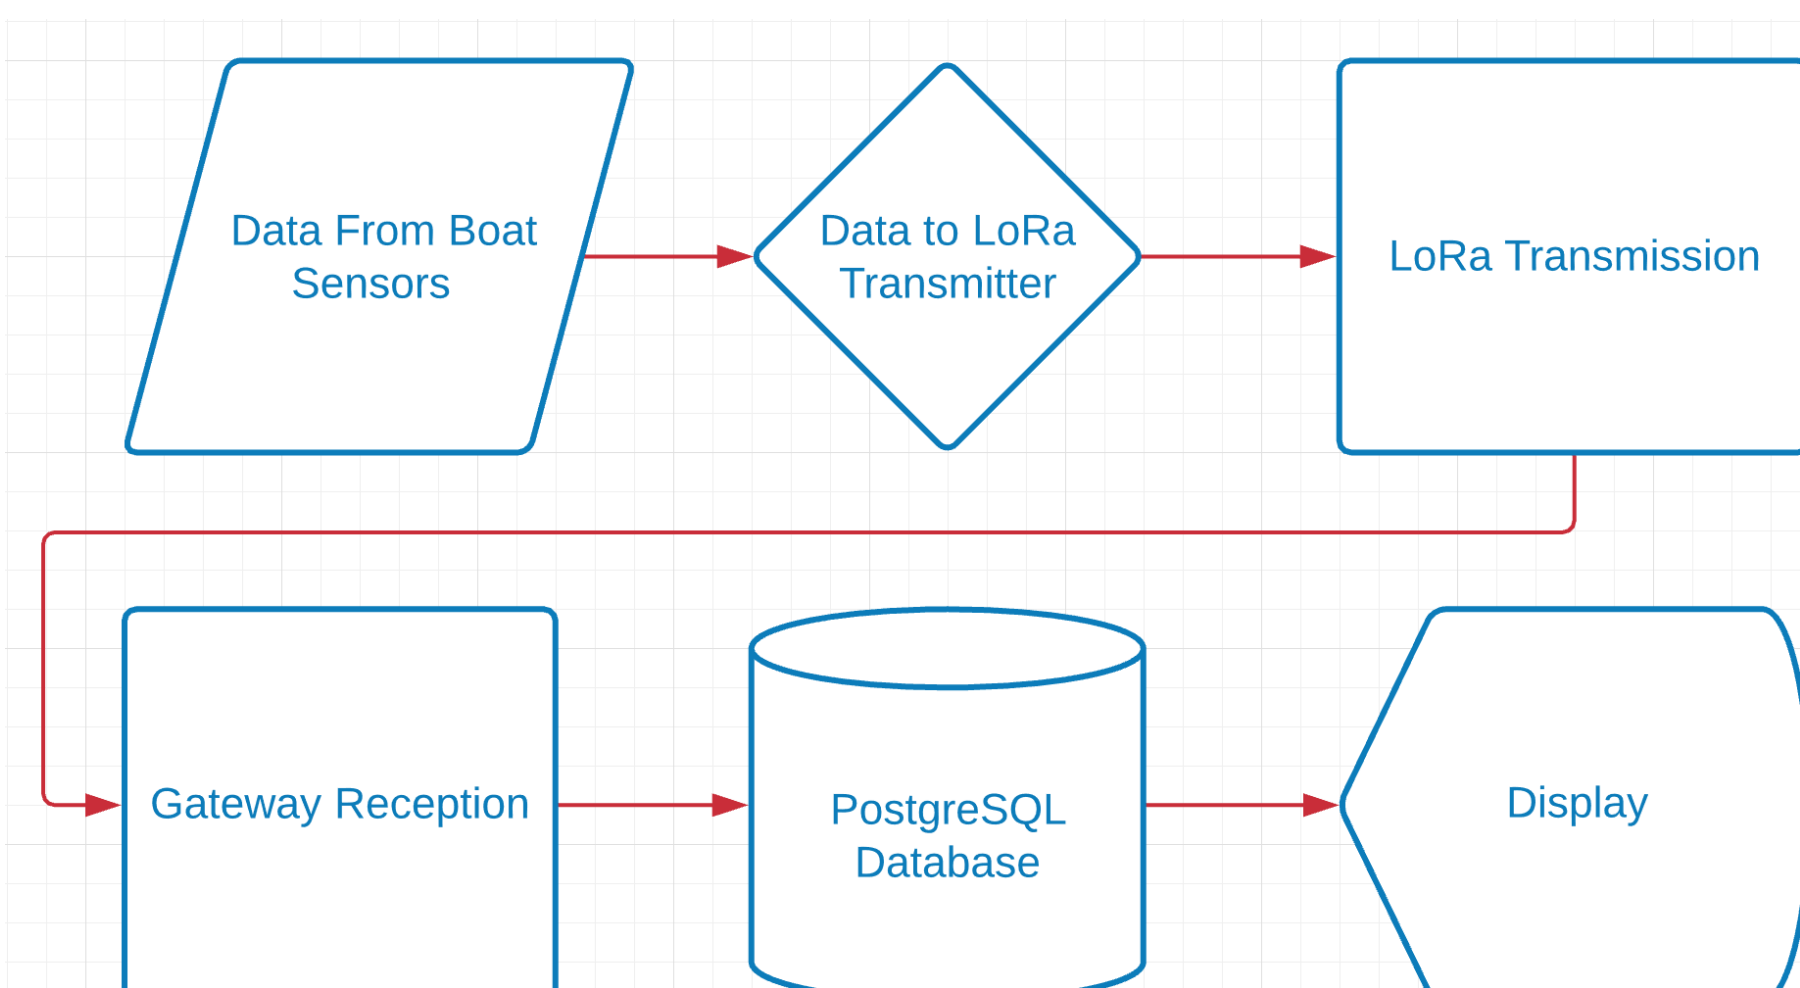 Data From Boat
Sensors
Data to LoRa
Transmitter
LoRa Transmission
Gateway Reception
PostgreSQL
Database
Display